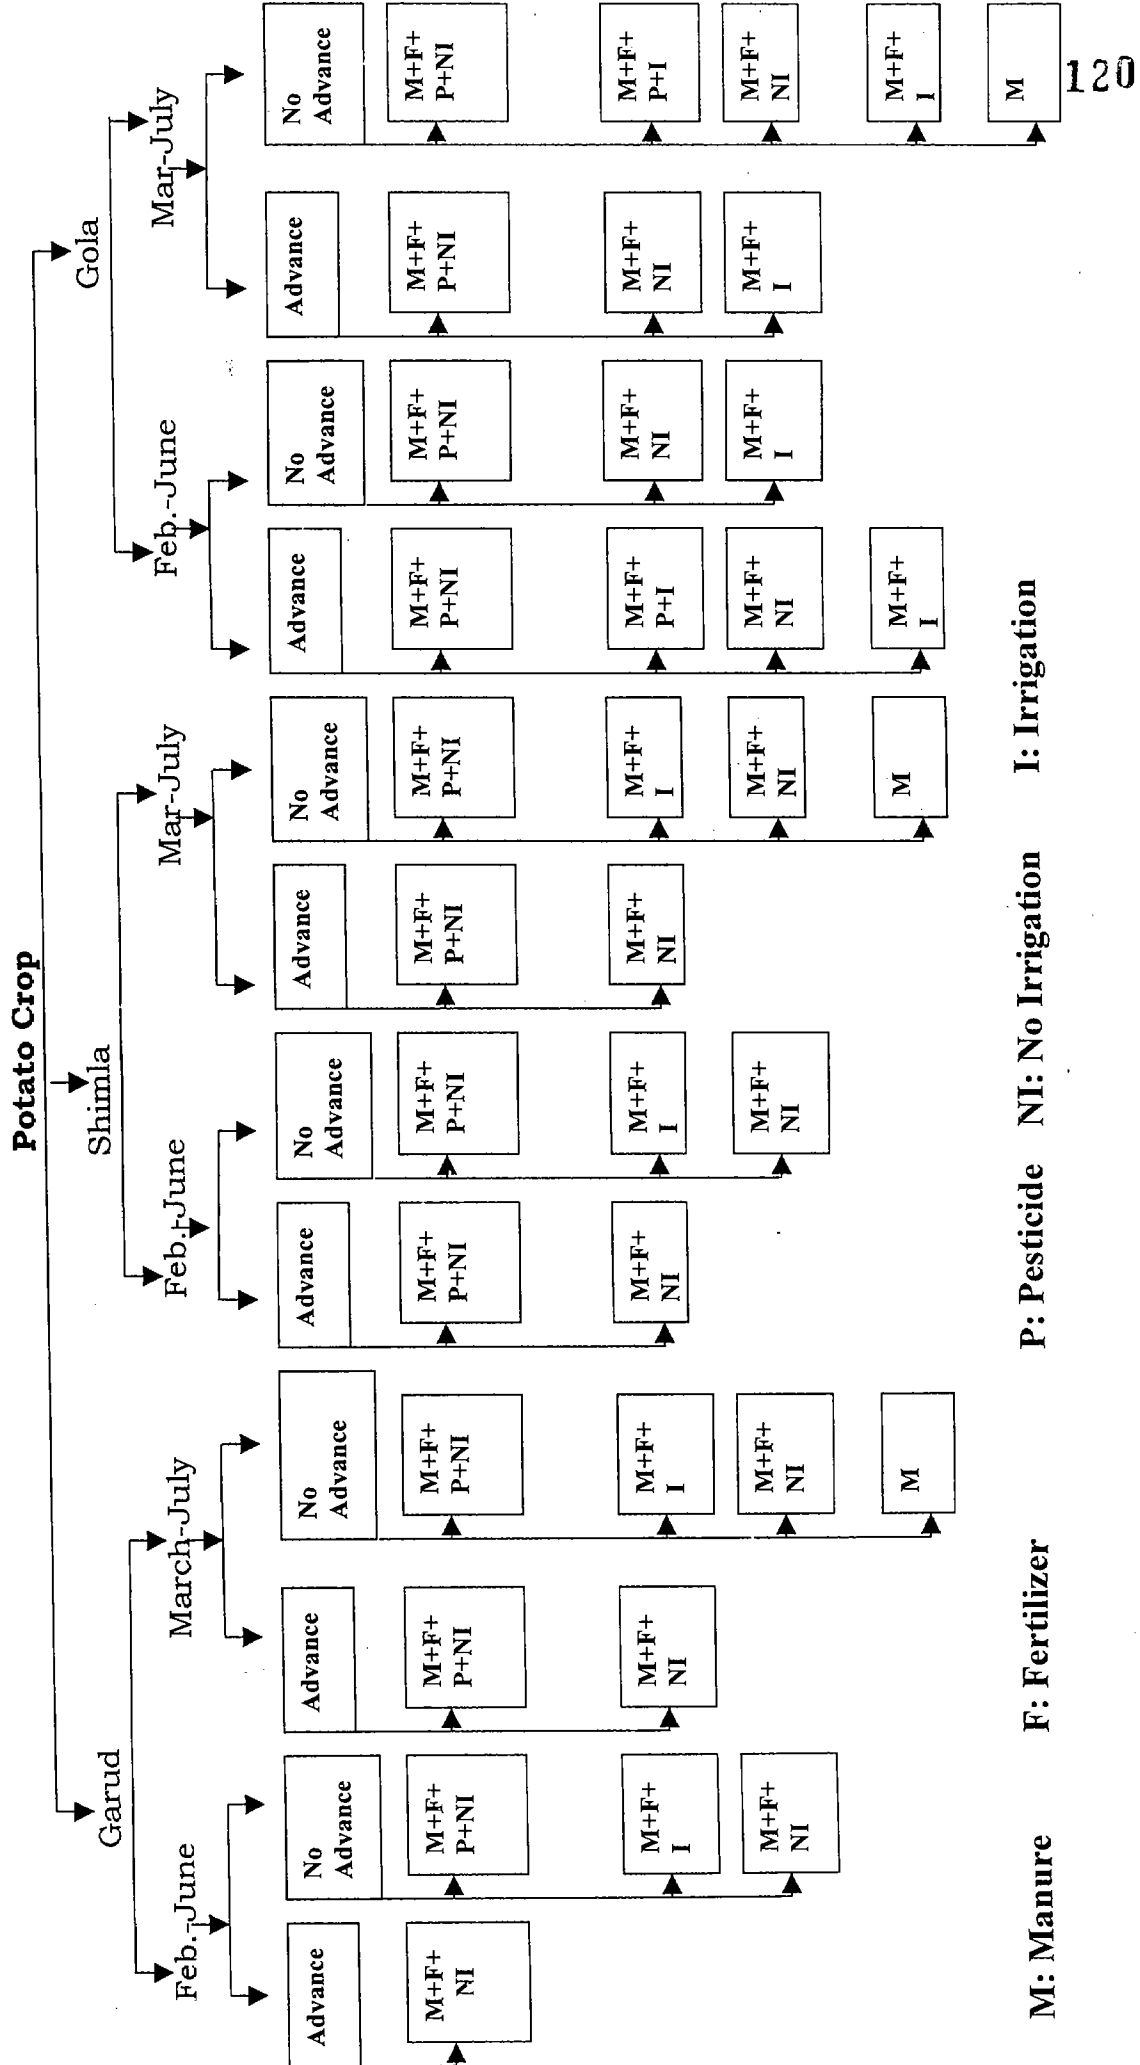 Potato Crop
Garud
Shimla
Gola
Feb.-June
March-July
Feb.-June
Mar-July
Feb.-June
Mar-July
Advance
No
Advance
Advance
No
Advance
Advance
No
Advance
Advance
No
Advance
Advance
No
Advance
Advance
No
Advance
M+F+
NI
M+F+
P+NI
M+F+
I
M+F+
NI
M+F+
P+NI
M+F+
NI
M+F+
P+NI
M+F+
I
M+F+
NI
M
M+F+
P+NI
M+F+
NI
M+F+
P+NI
M+F+
I
M+F+
NI
M+F+
P+NI
M+F+
NI
M+F+
P+NI
M+F+
I
M+F+
NI
M
M+F+
P+NI
M+F+
P+I
M+F+
NI
M+F+
I
M+F+
P+NI
M+F+
NI
M+F+
I
M+F+
P+NI
M+F+
NI
M+F+
I
M+F+
P+NI
M+F+
P+I
M+F+
NI
M+F+
I
M
M: Manure F: Fertilizer P: Pesticide NI: No Irrigation I: Irrigation
120